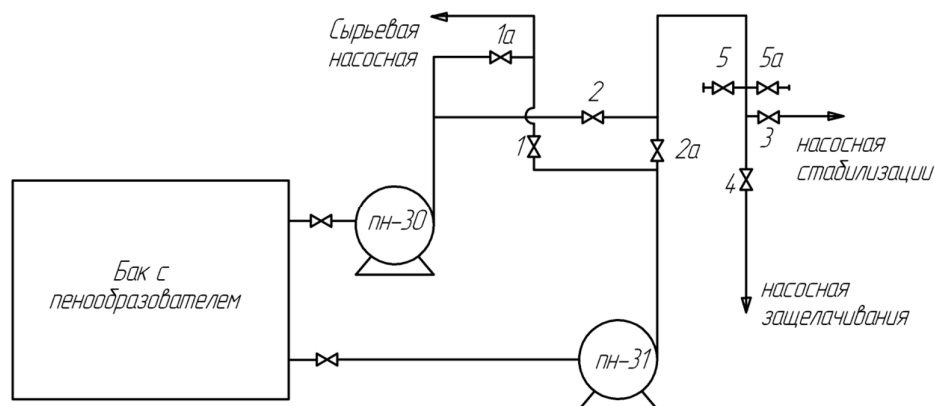 Сырьевая
насосная
1а
2
1
2а
5
5а
3
насосная
стабилизации
4
насосная
защелачивания
пн-30
Бак с
пенообразователем
пн-31